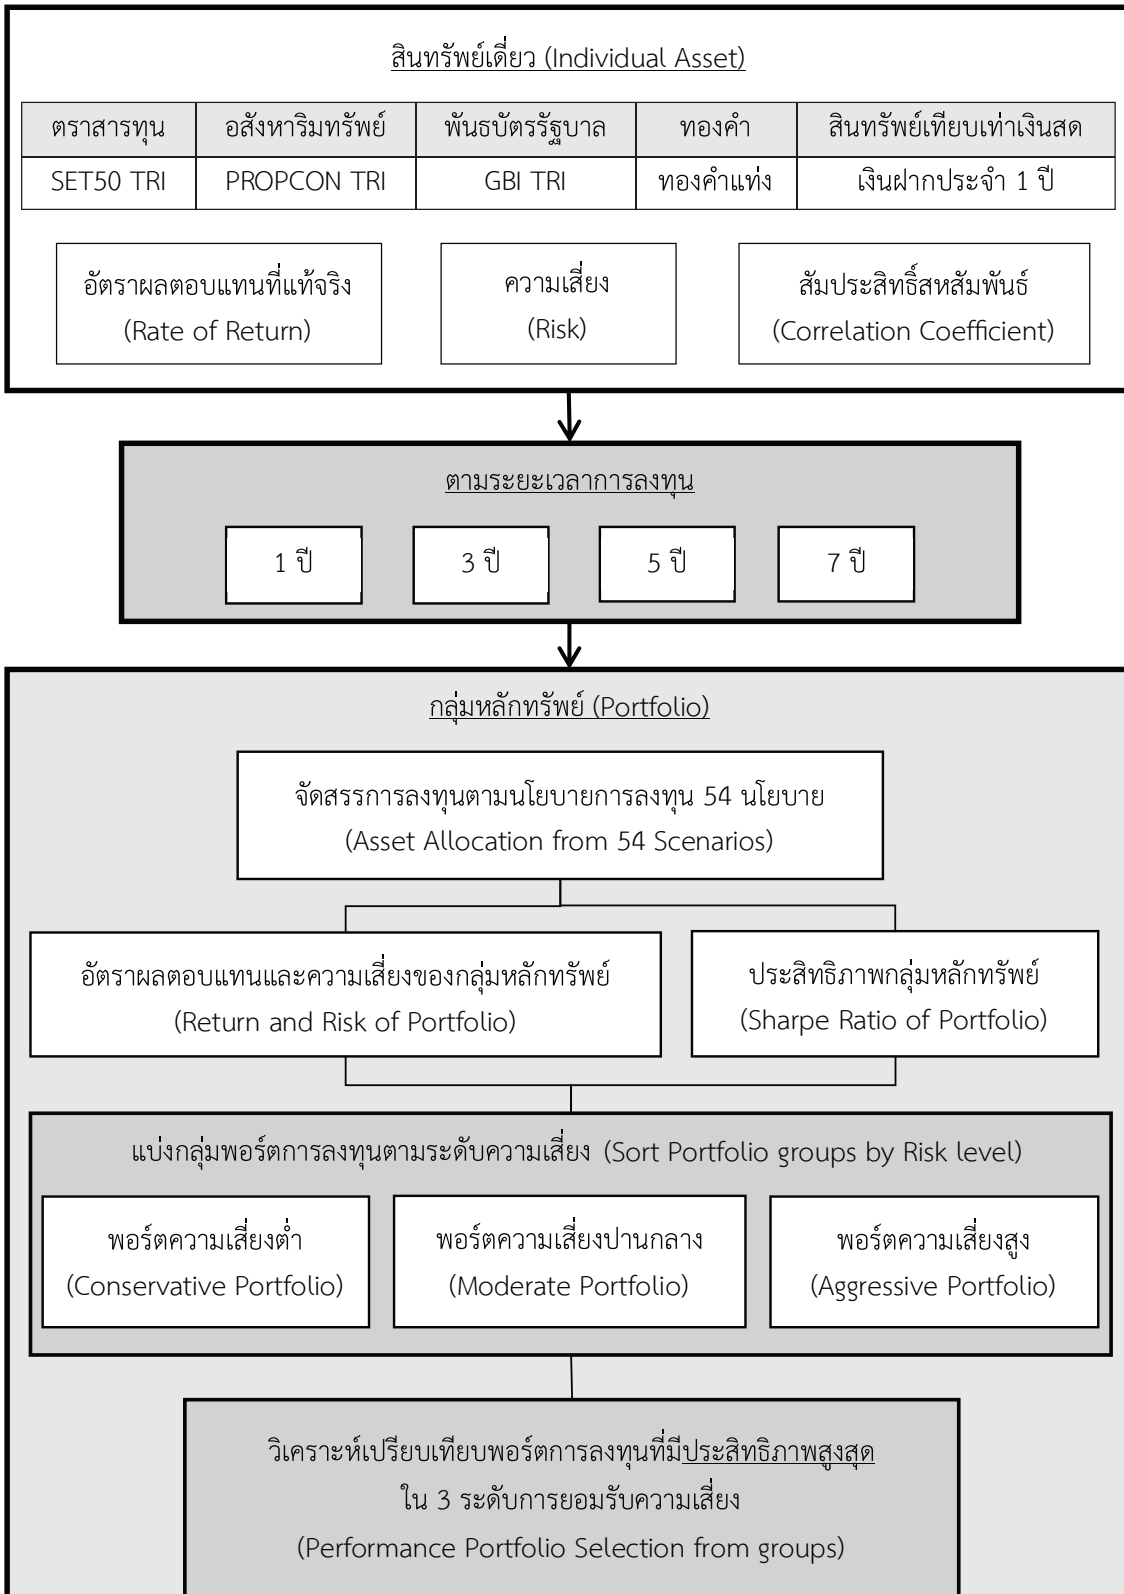 สินทรัพย์เดี่ยว (Individual Asset)
ตราสารทุน อสังหาริมทรัพย์ พันธบัตรรัฐบาล ทองคำ สินทรัพย์เทียบเท่าเงินสด
SET50 TRI PROPCON TRI GBI TRI ทองคำแท่ง เงินฝากประจำ 1 ปี
อัตราผลตอบแทนที่แท้จริง
(Rate of Return)
ความเสี่ยง
(Risk)
สัมประสิทธิ์สหสัมพันธ์
(Correlation Coefficient)
ตามระยะเวลาการลงทุน
1 ปี 3 ปี 5 ปี 7 ปี
กลุ่มหลักทรัพย์ (Portfolio)
จัดสรรการลงทุนตามนโยบายการลงทุน 54 นโยบาย
(Asset Allocation from 54 Scenarios)
อัตราผลตอบแทนและความเสี่ยงของกลุ่มหลักทรัพย์
(Return and Risk of Portfolio)
ประสิทธิภาพกลุ่มหลักทรัพย์
(Sharpe Ratio of Portfolio)
แบ่งกลุ่มพอร์ตการลงทุนตามระดับความเสี่ยง (Sort Portfolio groups by Risk level)
พอร์ตความเสี่ยงต่ำ
(Conservative Portfolio)
พอร์ตความเสี่ยงปานกลาง
(Moderate Portfolio)
พอร์ตความเสี่ยงสูง
(Aggressive Portfolio)
วิเคราะห์เปรียบเทียบพอร์ตการลงทุนที่มีประสิทธิภาพสูงสุด
ใน 3 ระดับการยอมรับความเสี่ยง
(Performance Portfolio Selection from groups)